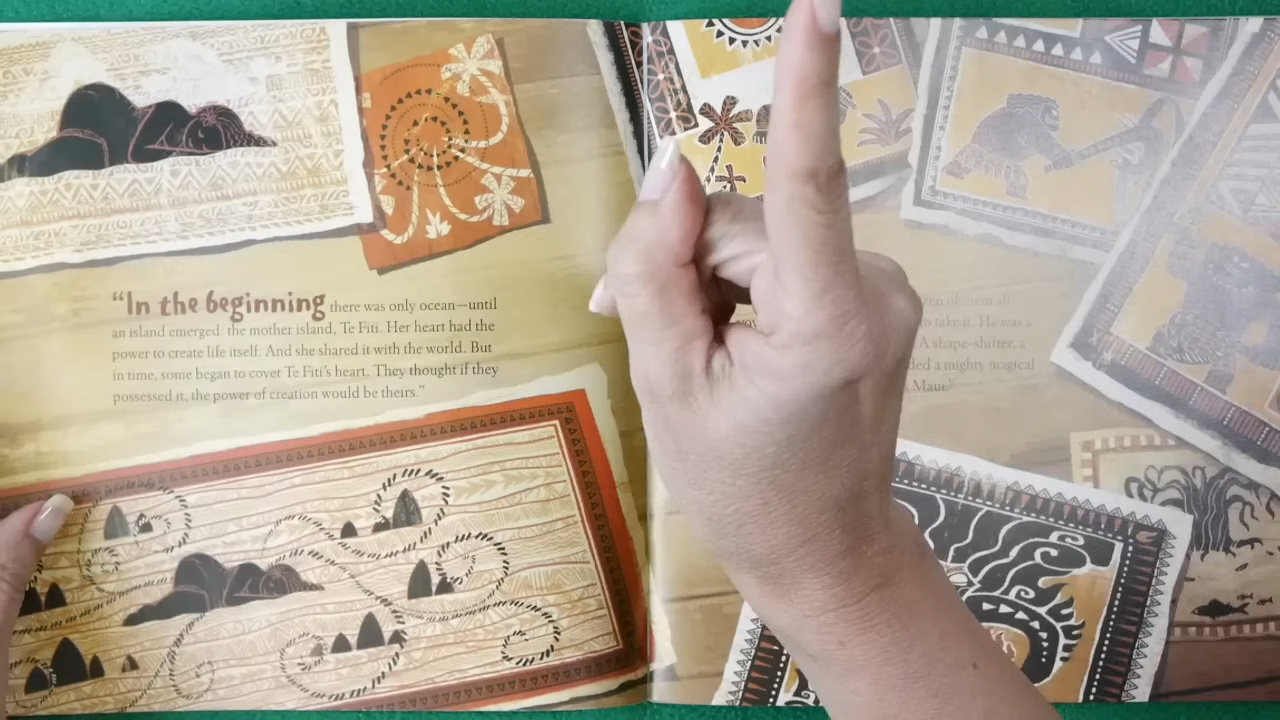 “In the beginning there was only ocean—until
an island emerged: the mother island, Te Fiti. Her heart had the
power to create life itself. And she shared it with the world. But
in time, some began to covet Te Fiti’s heart. They thought if they
possessed it, the power of creation would be theirs.”
of them all.
to take it. He was a
A shape-shifter, a
a mighty magical
Maui.”